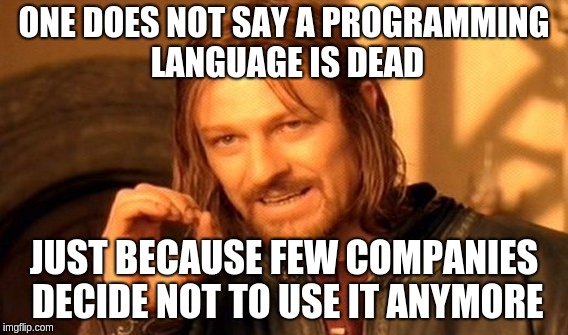 ONE DOES NOT SAY A PROGRAMMING
LANGUAGE IS DEAD
JUST BECAUSE FEW COMPANIES
DECIDE NOT TO USE IT ANYMORE
imgflip.com